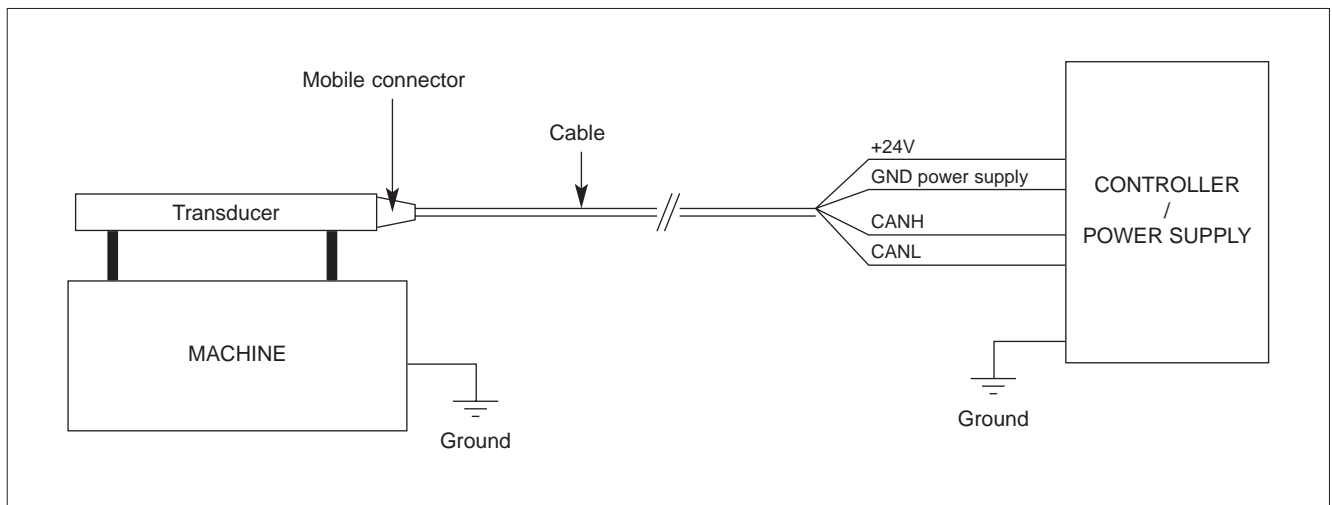 Mobile connector
Cable
+24V
GND power supply
CANH
CANL
CONTROLLER
/
POWER SUPPLY
Transducer
MACHINE
Ground
Ground